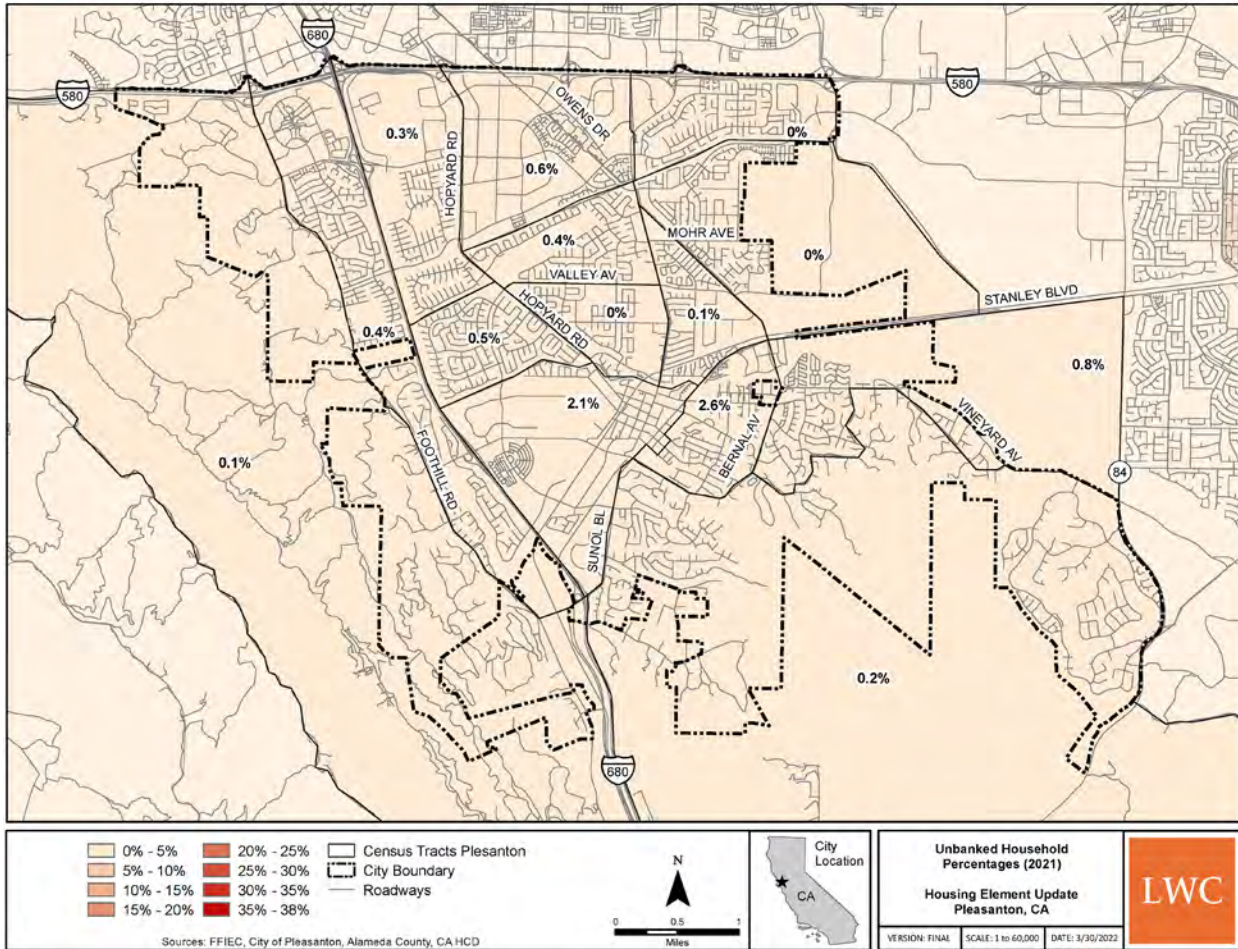 680
580
580
OWENS DR
0.3%
HOPYARD RD
0%
0.6%
MOHR AVE
0.4%
0%
VALLEY AV
STANLEY BLVD
HOPYARD RD
0.4%
0.5%
0%
0.1%
0.8%
2.1%
2.6%
BERNAL AV
VINEYARD AV
0.1%
FOOTHILL RD
84
SUNOL BL
0.2%
680
0% - 5%
5% - 10%
10% - 15%
15% - 20%
20% - 25%
25% - 30%
30% - 35%
35% - 38%
Census Tracts Plesanton
City Boundary
Roadways
Sources: FFIEC, City of Pleasanton, Alameda County, CA HCD
N
0 0.5 1
Miles
City
Location
CA
Unbanked Household
Percentages (2021)
Housing Element Update
Pleasanton, CA
VERSION: FINAL
SCALE: 1 to 60,000
DATE: 3/30/2022
LWC